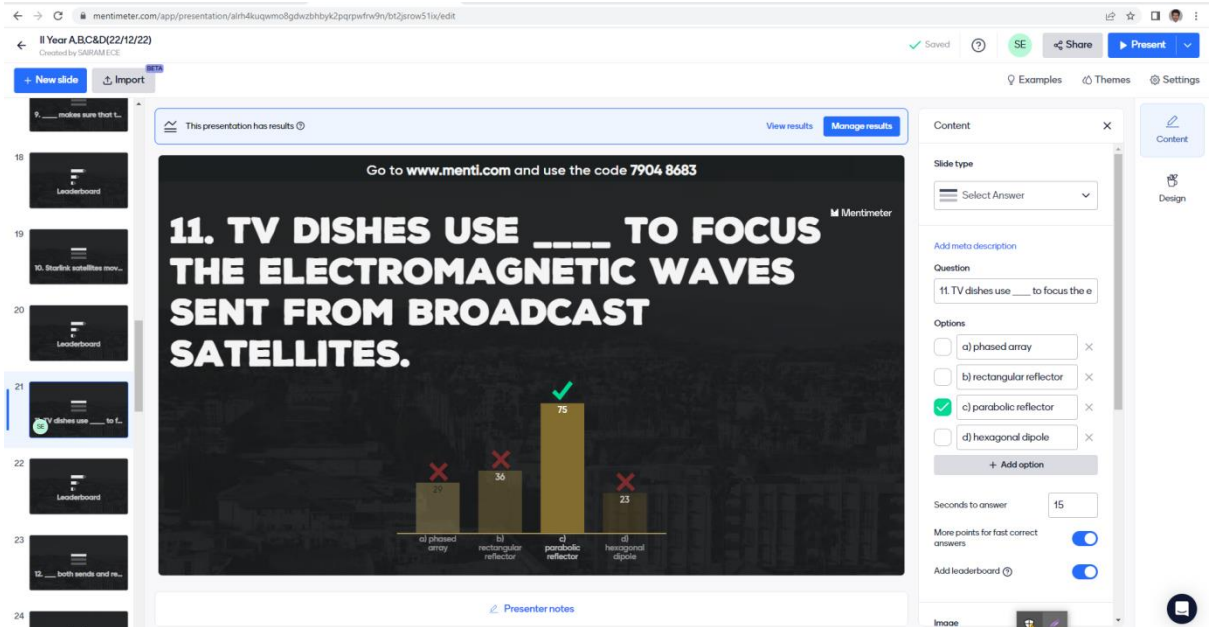 mentimeter.com/app/presentation/alrh4kuqwmo8gdwzbhbyk2pqrpwfrw9n/bt2jsrow51ix/edit
II Year A,B,C&D(22/12/22)
Created by SAIRAM ECE
Saved
SE
Share
Present
+ New slide
Import
BETA
Examples
Themes
Settings
9. ___ makes sure that t...
18
Leaderboard
19
10. Starlink satellites mov...
20
Leaderboard
21
SE
TV dishes use ___ to f...
22
Leaderboard
23
12. ___ both sends and re...
24
This presentation has results
View results
Manage results
Go to www.menti.com and use the code 7904 8683
Mentimeter
11. TV DISHES USE ____ TO FOCUS
THE ELECTROMAGNETIC WAVES
SENT FROM BROADCAST
SATELLITES.
29
36
75
23
a) phased
array
b)
rectangular
reflector
c)
parabolic
reflector
d)
hexagonal
dipole
Presenter notes
Content
Slide type
Select Answer
Add meta description
Question
11. TV dishes use ___ to focus the e
Options
a) phased array
b) rectangular reflector
c) parabolic reflector
d) hexagonal dipole
+ Add option
Seconds to answer
15
More points for fast correct
answers
Add leaderboard
Image
Content
Design